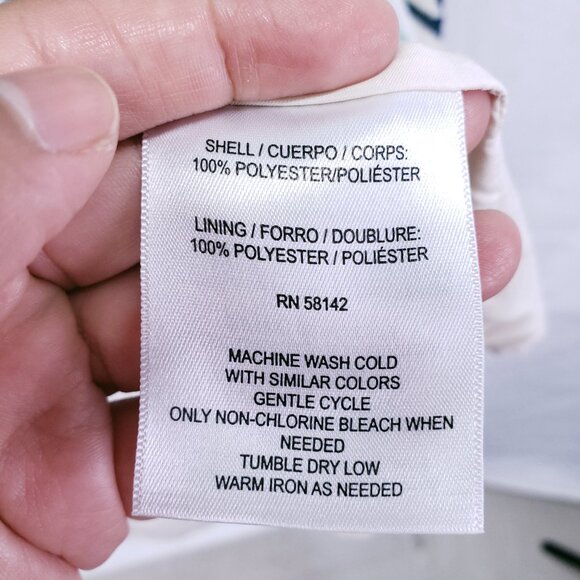 SHELL / CUERPO / CORPS:
100% POLYESTER/POLIÉSTER
LINING / FORRO / DOUBLURE:
100% POLYESTER / POLIÉSTER
RN 58142
MACHINE WASH COLD
WITH SIMILAR COLORS
GENTLE CYCLE
ONLY NON-CHLORINE BLEACH WHEN
NEEDED
TUMBLE DRY LOW
WARM IRON AS NEEDED